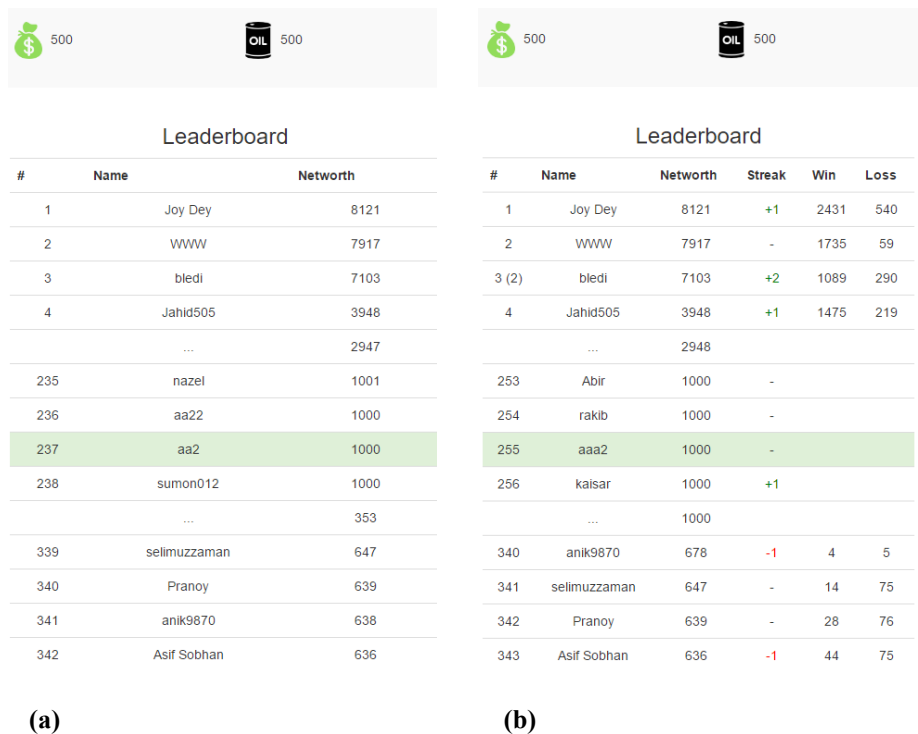 500 OIL 500
Leaderboard
# Name Networth
1 Joy Dey 8121
2 WWW 7917
3 bledi 7103
4 Jahid505 3948
... 2947
235 nazel 1001
236 aa22 1000
237 aa2 1000
238 sumon012 1000
... 353
339 selimuzzaman 647
340 Pranoy 639
341 anik9870 638
342 Asif Sobhan 636
(a)
500 OIL 500
Leaderboard
# Name Networth Streak Win Loss
1 Joy Dey 8121 +1 2431 540
2 WWW 7917 - 1735 59
3 (2) bledi 7103 +2 1089 290
4 Jahid505 3948 +1 1475 219
... 2948
253 Abir 1000 -
254 rakib 1000 -
255 aaa2 1000 -
256 kaisar 1000 +1
... 1000
340 anik9870 678 -1 4 5
341 selimuzzaman 647 - 14 75
342 Pranoy 639 - 28 76
343 Asif Sobhan 636 -1 44 75
(b)